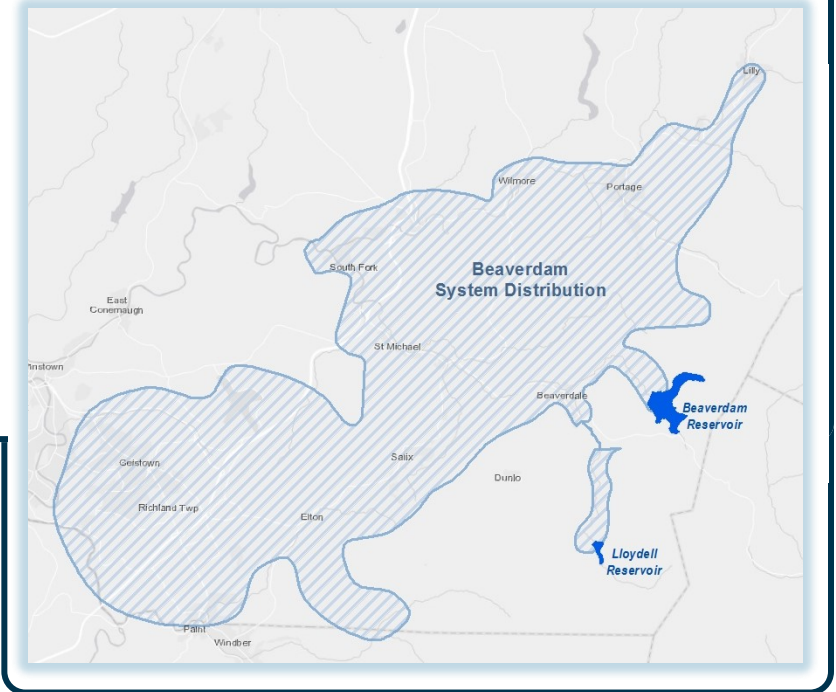 Lilly
Wilmore
Portage
South Fork
Beaverdam
System Distribution
East
Conemaugh
St Michael
Beaverdale
Beaverdam
Reservoir
Geistown
Salix
Dunlo
Richland Twp
Elton
Lloydell
Reservoir
Paint
Windber